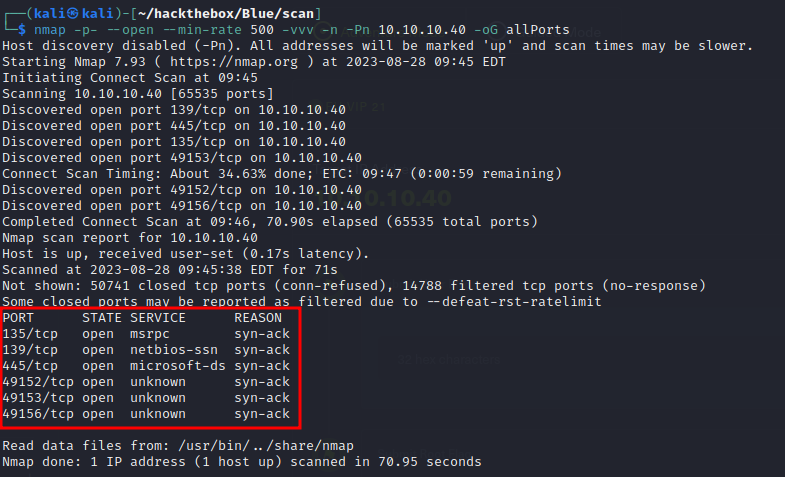 ┌──(kali㉿kali)-[~/hackthebox/Blue/scan]
└─$ nmap -p- --open --min-rate 500 -vvv -n -Pn 10.10.10.40 -oG allPorts
Host discovery disabled (-Pn). All addresses will be marked 'up' and scan times may be slower.
Starting Nmap 7.93 ( https://nmap.org ) at 2023-08-28 09:45 EDT
Initiating Connect Scan at 09:45
Scanning 10.10.10.40 [65535 ports]
Discovered open port 139/tcp on 10.10.10.40
Discovered open port 445/tcp on 10.10.10.40
Discovered open port 135/tcp on 10.10.10.40
Discovered open port 49153/tcp on 10.10.10.40
Connect Scan Timing: About 34.63% done; ETC: 09:47 (0:00:59 remaining)
Discovered open port 49152/tcp on 10.10.10.40
Discovered open port 49156/tcp on 10.10.10.40
Completed Connect Scan at 09:46, 70.90s elapsed (65535 total ports)
Nmap scan report for 10.10.10.40
Host is up, received user-set (0.17s latency).
Scanned at 2023-08-28 09:45:38 EDT for 71s
Not shown: 50741 closed tcp ports (conn-refused), 14788 filtered tcp ports (no-response)
Some closed ports may be reported as filtered due to --defeat-rst-ratelimit
PORT      STATE SERVICE      REASON
135/tcp   open  msrpc        syn-ack
139/tcp   open  netbios-ssn  syn-ack
445/tcp   open  microsoft-ds syn-ack
49152/tcp open  unknown      syn-ack
49153/tcp open  unknown      syn-ack
49156/tcp open  unknown      syn-ack
Read data files from: /usr/bin/../share/nmap
Nmap done: 1 IP address (1 host up) scanned in 70.95 seconds